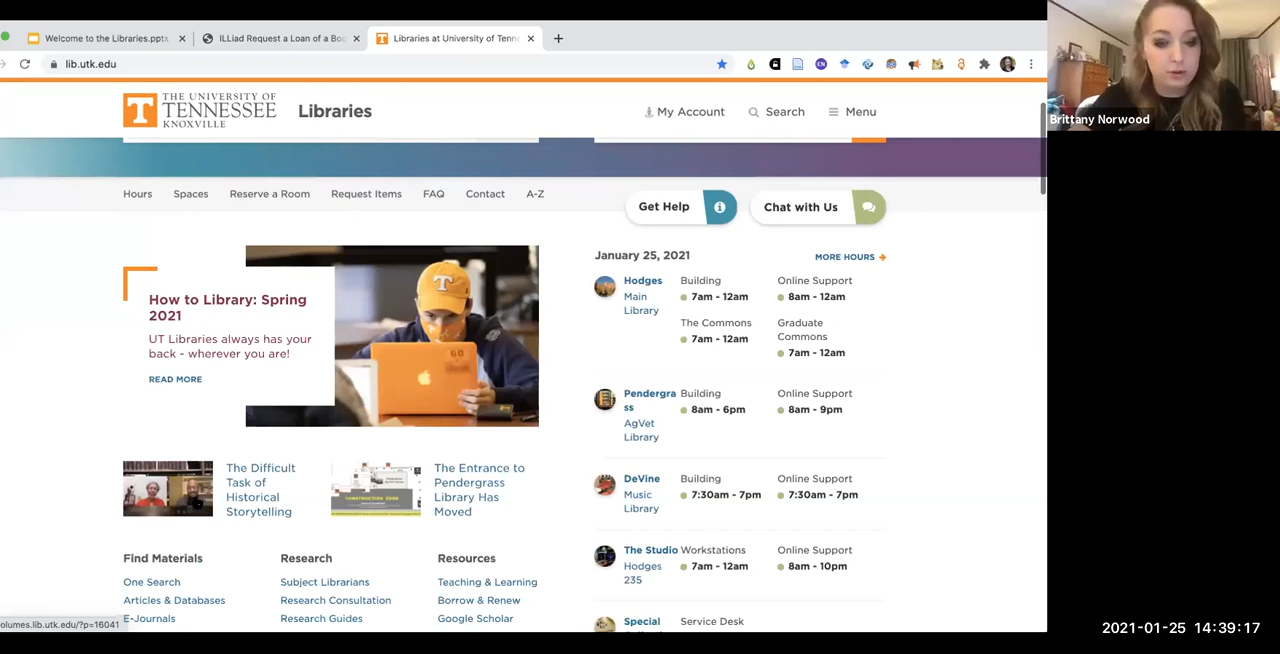 Welcome to the Libraries.pptx
ILLiad Request a Loan of a Boo
Libraries at University of Tenne
lib.utk.edu
THE UNIVERSITY OF
TENNESSEE
KNOXVILLE
Libraries
My Account
Search
Menu
Brittany Norwood
Hours
Spaces
Reserve a Room
Request Items
FAQ
Contact
A-Z
Get Help
Chat with Us
How to Library: Spring
2021
UT Libraries always has your
back - wherever you are!
READ MORE
January 25, 2021
MORE HOURS
Hodges
Main
Library
Building
7am - 12am
Online Support
8am - 12am
The Commons
7am - 12am
Graduate
Commons
7am - 12am
Pendergra
ss
AgVet
Library
Building
8am - 6pm
Online Support
8am - 9pm
DeVine
Music
Library
Building
7:30am - 7pm
Online Support
7:30am - 7pm
The Studio
Hodges
235
Workstations
7am - 12am
Online Support
8am - 10pm
Special
Service Desk
The Difficult
Task of
Historical
Storytelling
CONSTRUCTION ZONE
The Entrance to
Pendergrass
Library Has
Moved
Find Materials
One Search
Articles & Databases
E-Journals
Research
Subject Librarians
Research Consultation
Research Guides
Resources
Teaching & Learning
Borrow & Renew
Google Scholar
olumes.lib.utk.edu/?p=16041
2021-01-25 14:39:17